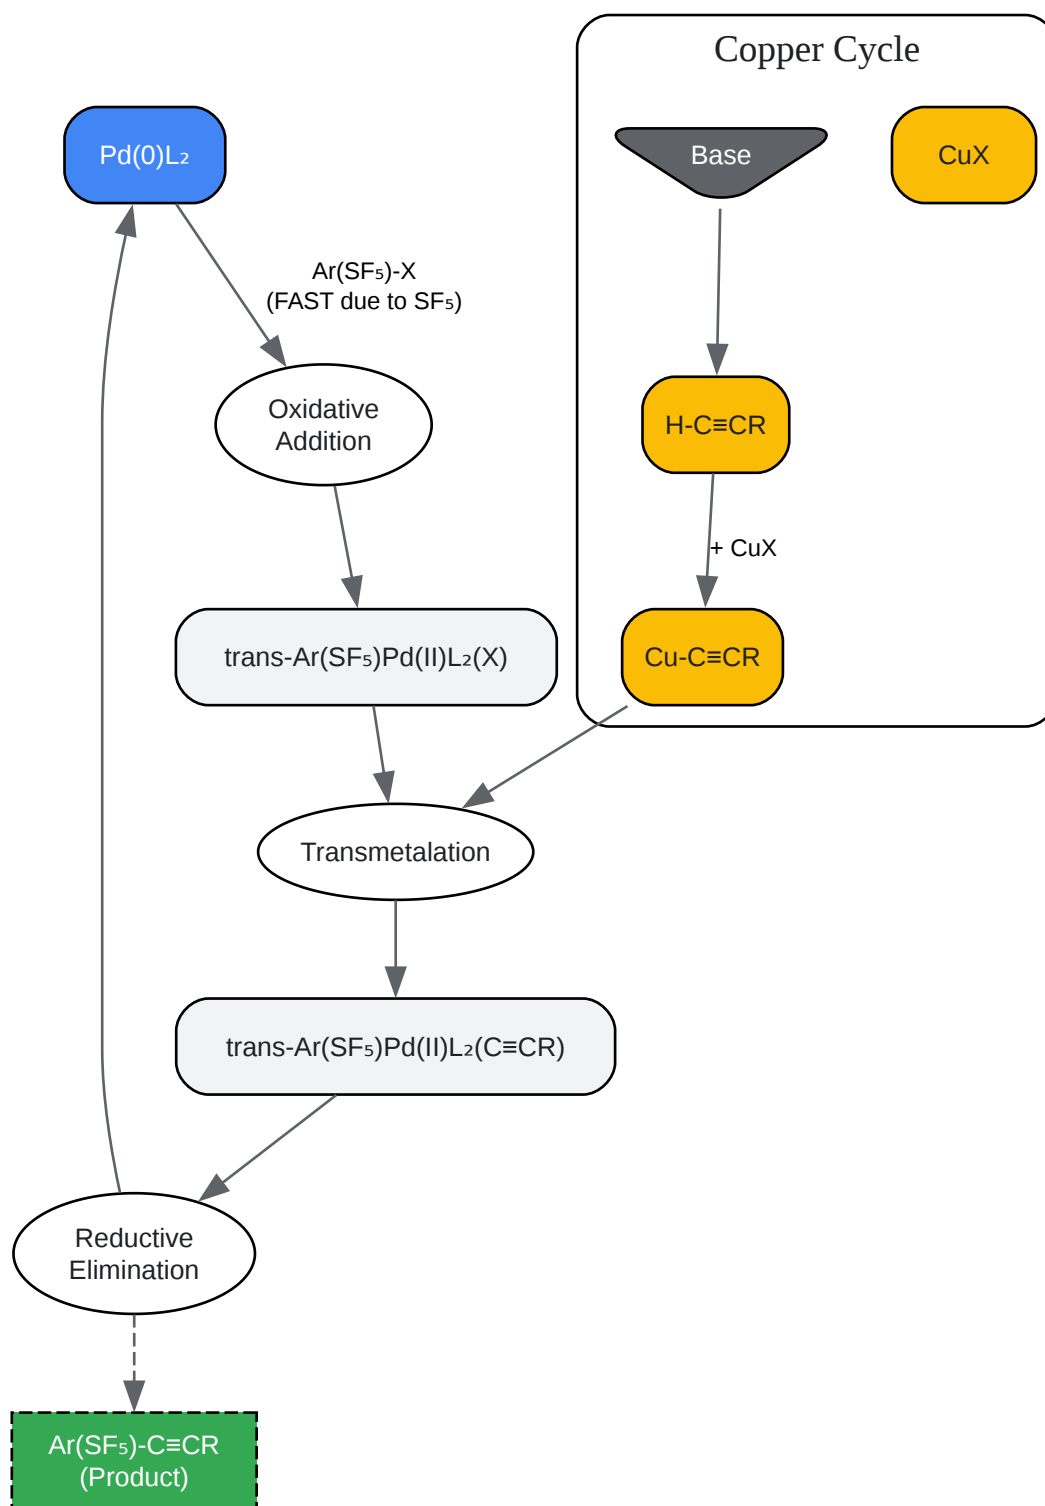 Copper Cycle
Pd(0)L₂
Base
CuX
Ar(SF₅)-X
(FAST due to SF₅)
Oxidative
Addition
H-C≡CR
+ CuX
trans-Ar(SF₅)Pd(II)L₂(X)
Cu-C≡CR
Transmetalation
trans-Ar(SF₅)Pd(II)L₂(C≡CR)
Reductive
Elimination
Ar(SF₅)-C≡CR
(Product)